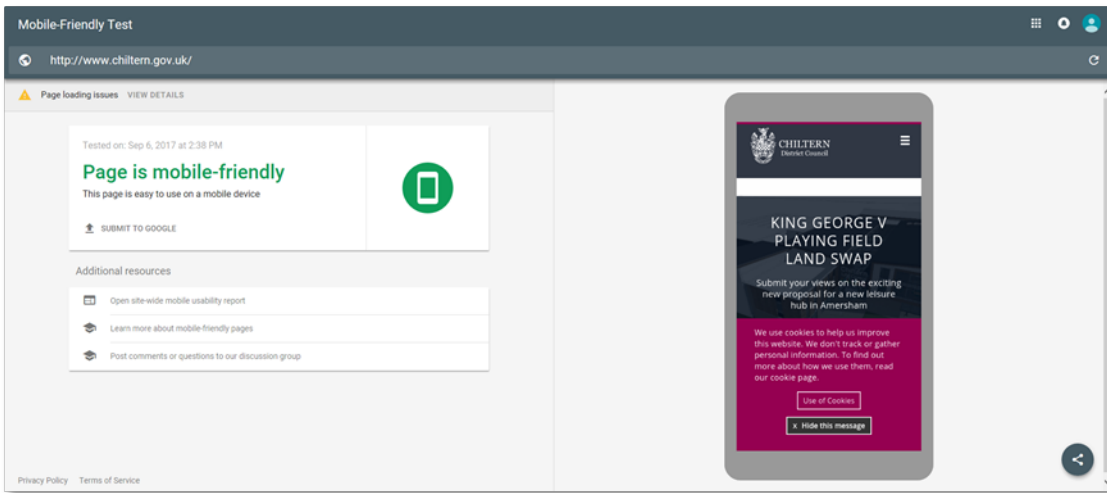 Mobile-Friendly Test
http://www.chiltern.gov.uk/
Page loading issues VIEW DETAILS
Tested on: Sep 6, 2017 at 2:38 PM
Page is mobile-friendly
This page is easy to use on a mobile device
SUBMIT TO GOOGLE
Additional resources
Open site-wide mobile usability report
Learn more about mobile-friendly pages
Post comments or questions to our discussion group
Privacy Policy Terms of Service
CHILTERN
District Council
KING GEORGE V
PLAYING FIELD
LAND SWAP
Submit your views on the exciting
new proposal for a new leisure
hub in Amersham
We use cookies to help us improve
this website. We don't track or gather
personal information. To find out
more about how we use them, read
our cookie page.
Use of Cookies
x Hide this message